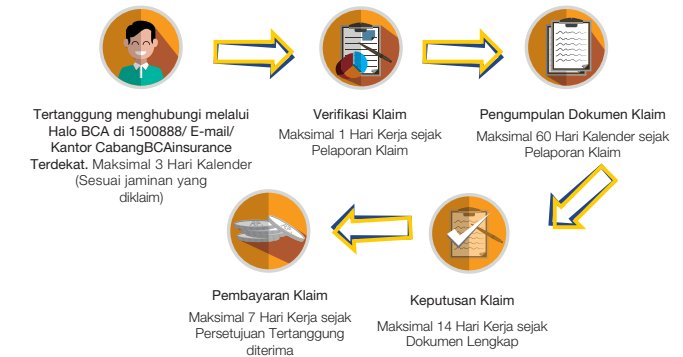 Tertanggung menghubungi melalui
Halo BCA di 1500888/ E-mail/
Kantor CabangBCAinsurance
Terdekat. Maksimal 3 Hari Kalender
(Sesuai jaminan yang
diklaim)
Verifikasi Klaim
Maksimal 1 Hari Kerja sejak
Pelaporan Klaim
Pengumpulan Dokumen Klaim
Maksimal 60 Hari Kalender sejak
Pelaporan Klaim
Keputusan Klaim
Maksimal 14 Hari Kerja sejak
Dokumen Lengkap
Pembayaran Klaim
Maksimal 7 Hari Kerja sejak
Persetujuan Tertanggung
diterima